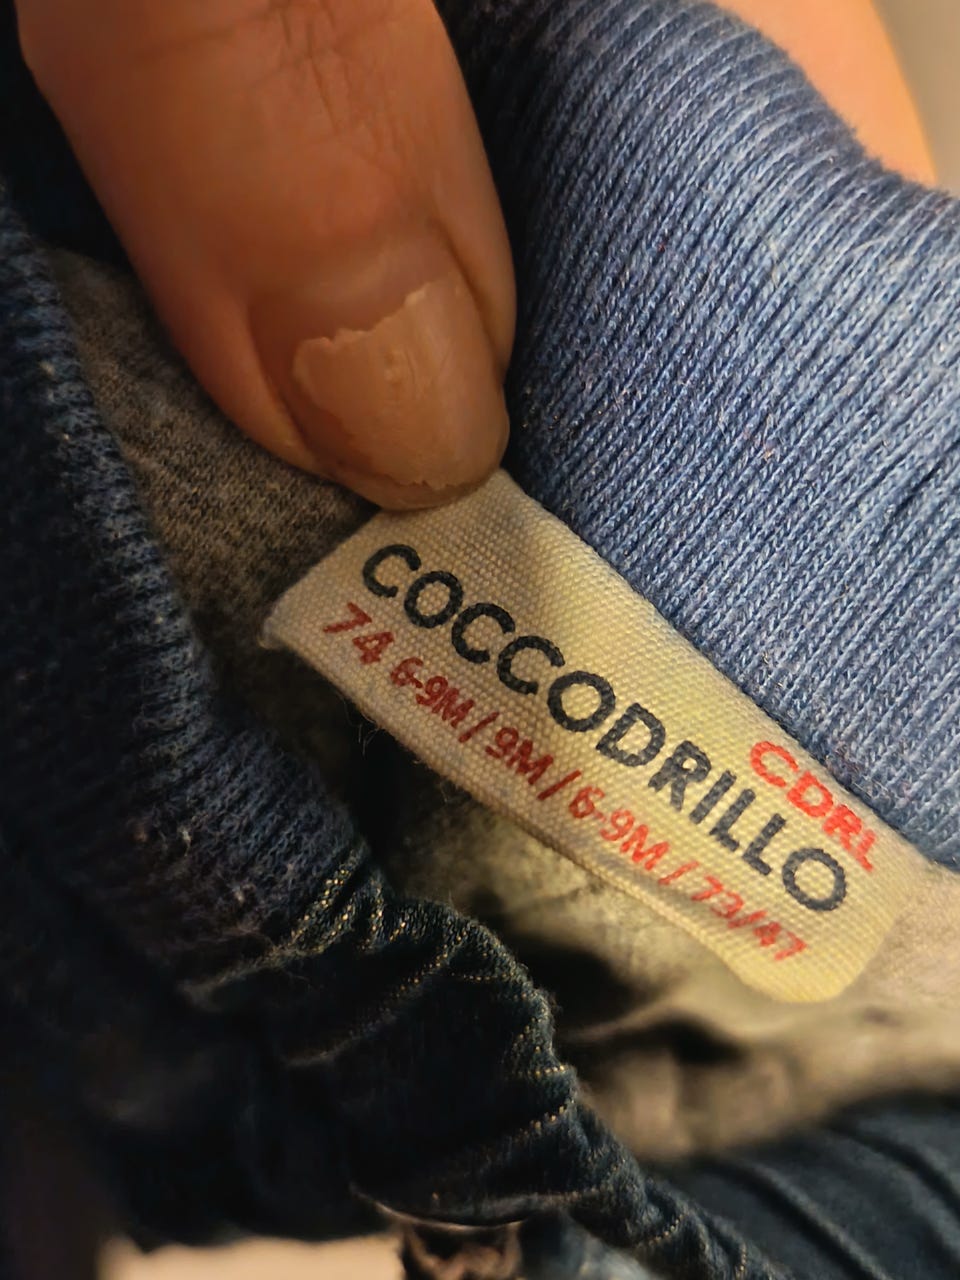 CDRL
COCCODRILLO
74 6-9M / 9M / 6-9M / 73/47